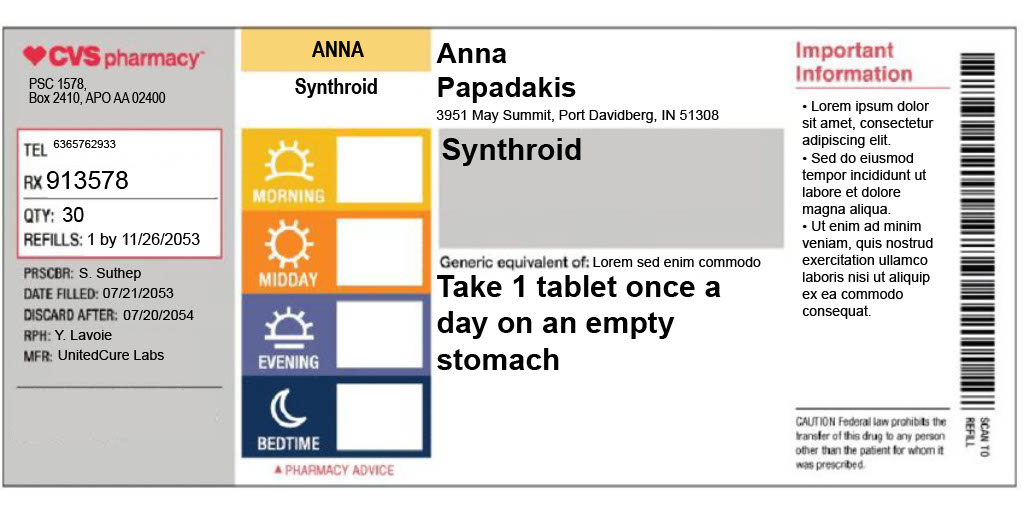 CVS pharmacy
PSC 1578,
Box 2410, APO AA 02400
TEL 6365762933
RX 913578
QTY: 30
REFILLS: 1 by 11/26/2053
PRSCBR: S. Suthep
DATE FILLED: 07/21/2053
DISCARD AFTER: 07/20/2054
RPH: Y. Lavoie
MFR: UnitedCure Labs
ANNA
Synthroid
MORNING
MIDDAY
EVENING
BEDTIME
▲ PHARMACY ADVICE
Anna
Papadakis
3951 May Summit, Port Davidberg, IN 51308
Synthroid
Generic equivalent of: Lorem sed enim commodo
Take 1 tablet once a
day on an empty
stomach
Important
Information
• Lorem ipsum dolor
sit amet, consectetur
adipiscing elit.
• Sed do eiusmod
tempor incididunt ut
labore et dolore
magna aliqua.
• Ut enim ad minim
veniam, quis nostrud
exercitation ullamco
laboris nisi ut aliquip
ex ea commodo
consequat.
CAUTION Federal law prohibits the
transfer of this drug to any person
other than the patient for whom it
was prescribed.
SCAN TO
REFILL